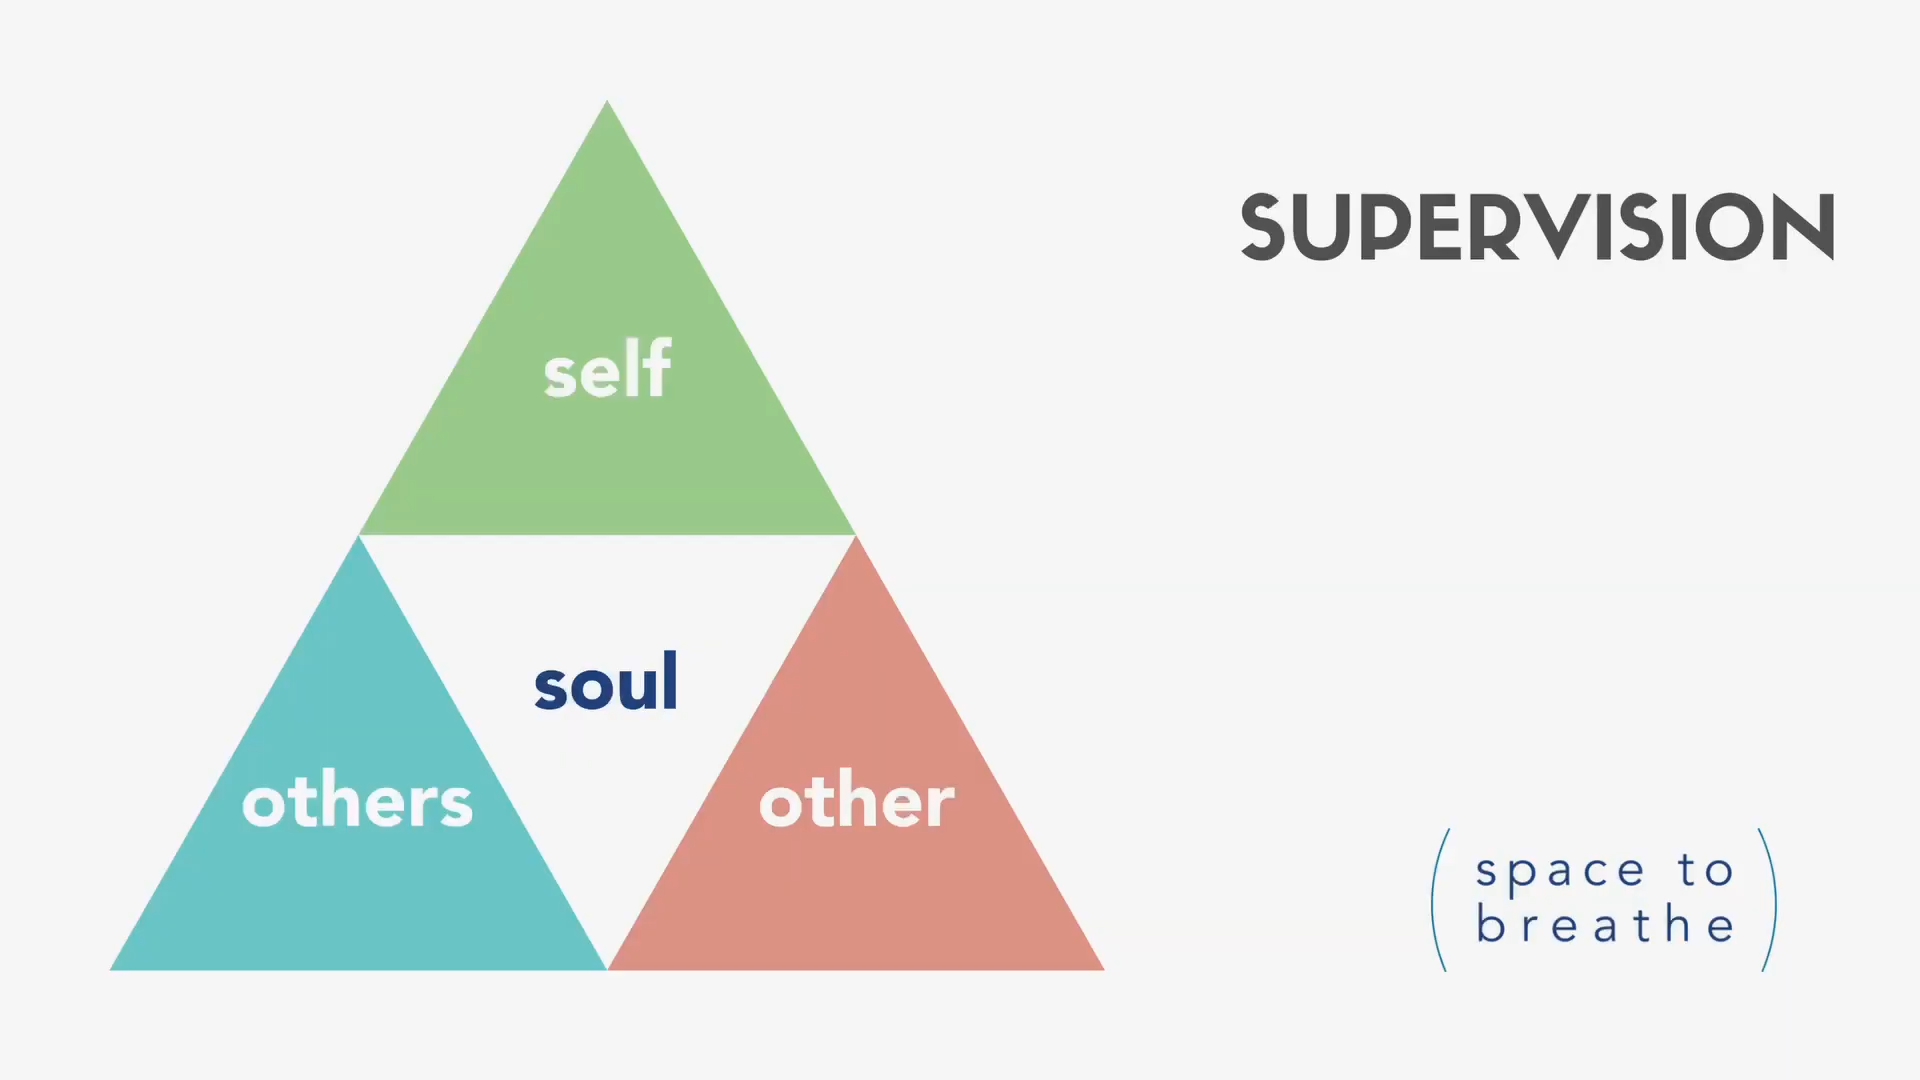 SUPERVISION
self
soul
others
other
space to
breathe